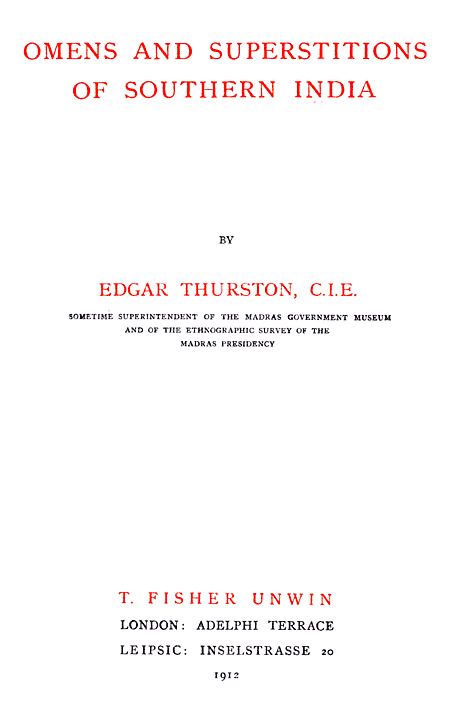 OMENS AND SUPERSTITIONS
OF SOUTHERN INDIA
BY
EDGAR THURSTON, C.I.E.
SOMETIME SUPERINTENDENT OF THE MADRAS GOVERNMENT MUSEUM
AND OF THE ETHNOGRAPHIC SURVEY OF THE
MADRAS PRESIDENCY
T. FISHER UNWIN
LONDON: ADELPHI TERRACE
LEIPSIC: INSELSTRASSE 20
1912